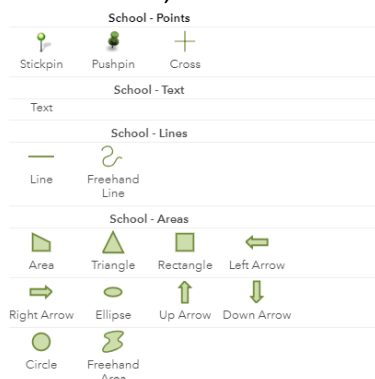 School - Points
Stickpin Pushpin Cross
School - Text
Text
School - Lines
Line Freehand
Line
School - Areas
Area Triangle Rectangle Left Arrow
Right Arrow Ellipse Up Arrow Down Arrow
Circle Freehand
Area